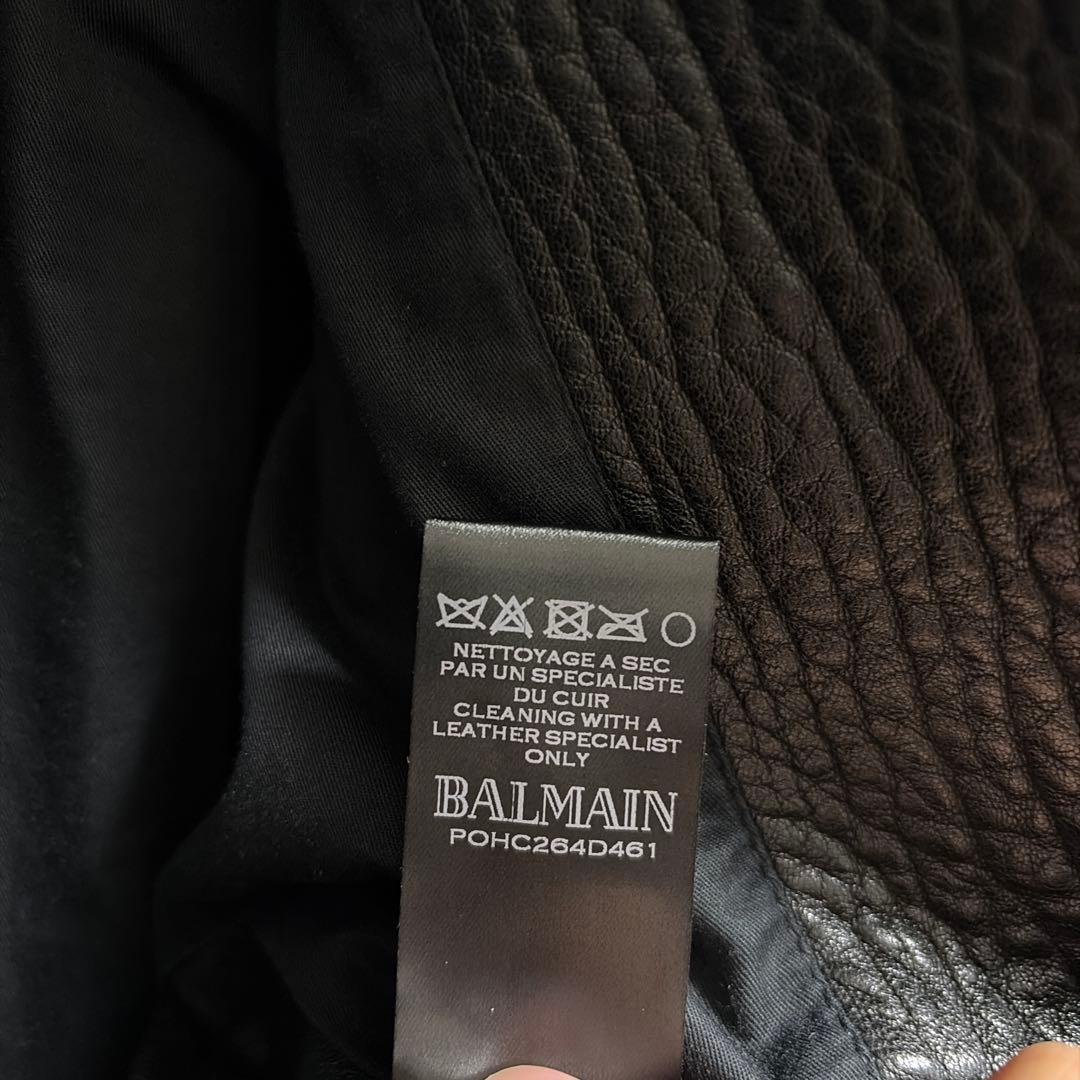 NETTOYAGE A SEC
PAR UN SPECIALISTE
DU CUIR
CLEANING WITH A
LEATHER SPECIALIST
ONLY
BALMAIN
POHC264D461